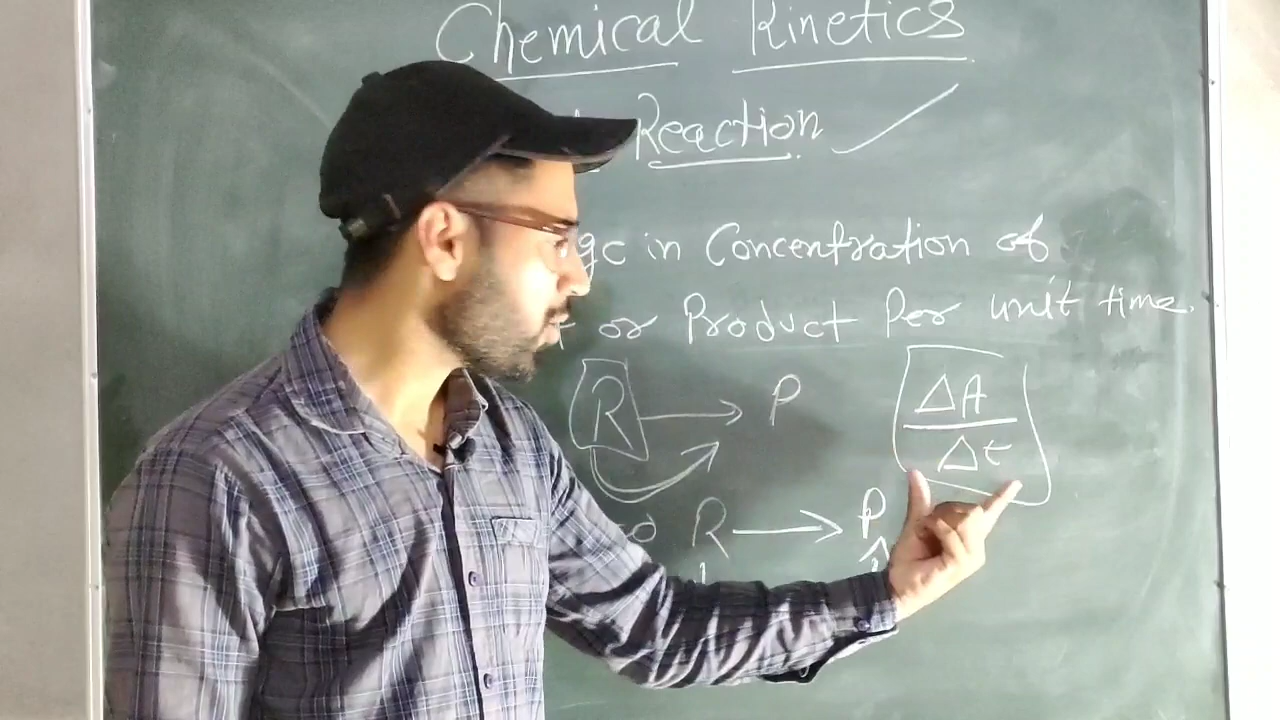 Chemical Kinetics
Reaction
in Concentration of
or Product Per unit time.
R → P
ΔA
Δt
R → P